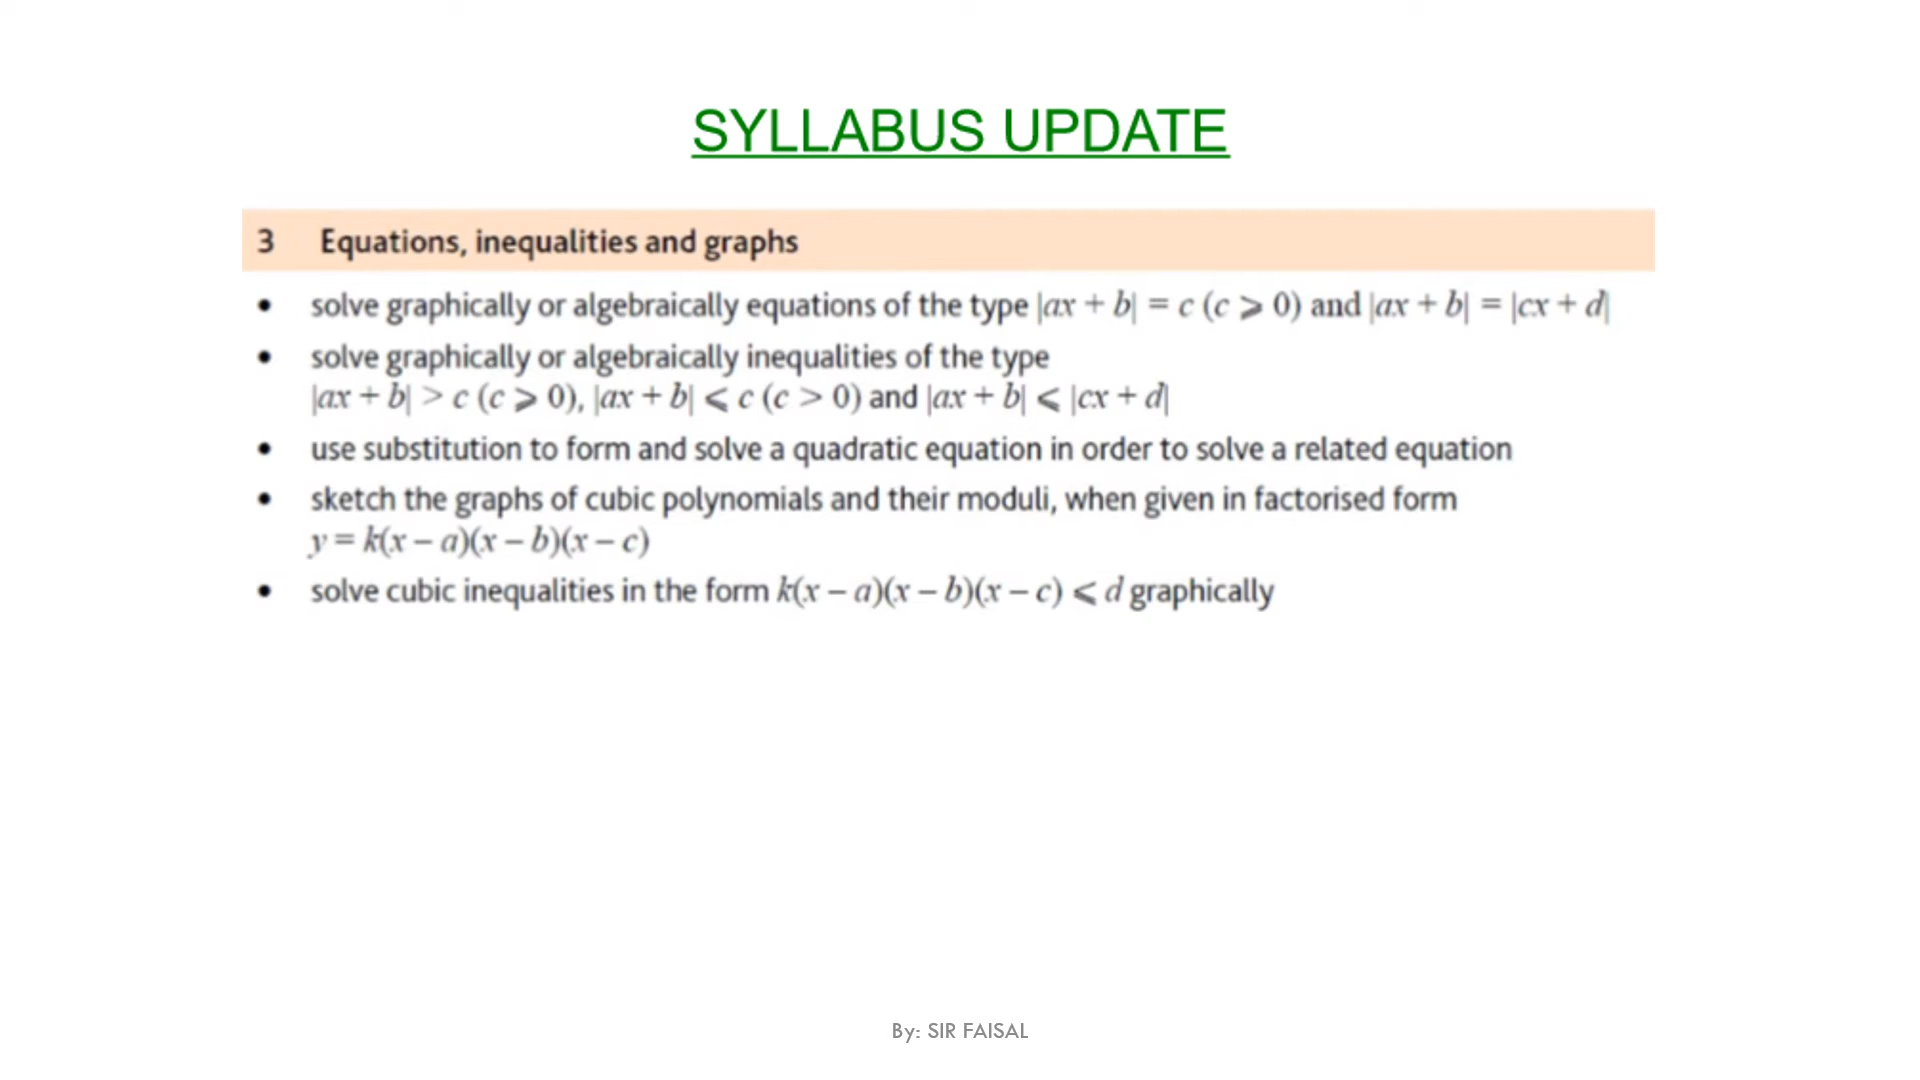 SYLLABUS UPDATE
3 Equations, inequalities and graphs
• solve graphically or algebraically equations of the type |ax + b| = c (c ⩾ 0) and |ax + b| = |cx + d|
• solve graphically or algebraically inequalities of the type
|ax + b| > c (c ⩾ 0), |ax + b| ⩽ c (c > 0) and |ax + b| ⩽ |cx + d|
• use substitution to form and solve a quadratic equation in order to solve a related equation
• sketch the graphs of cubic polynomials and their moduli, when given in factorised form
y = k(x – a)(x – b)(x – c)
• solve cubic inequalities in the form k(x – a)(x – b)(x – c) ⩽ d graphically
By: SIR FAISAL